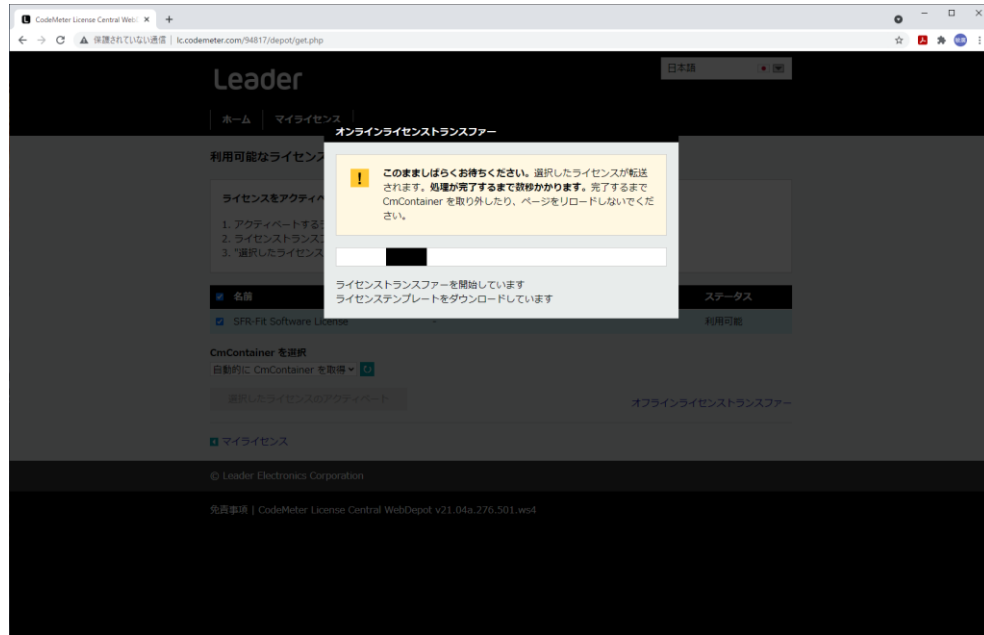 CodeMeter License Central Web
保護されていない通信 | lc.codemeter.com/94817/depot/get.php
Leader
日本語
ホーム | マイライセンス
オンラインライセンストランスファー
利用可能なライセンス
このまましばらくお待ちください。選択したライセンスが転送
されます。処理が完了するまで数秒かかります。完了するまで
CmContainer を取り外したり、ページをリロードしないでくだ
さい。
ライセンスをアクティベ
1. アクティベートする
2. ライセンストランスフ
3. "選択したライセンス
ライセンストランスファーを開始しています
ライセンステンプレートをダウンロードしています
名前
ステータス
SFR-Fit Software License
-
利用可能
CmContainer を選択
自動的に CmContainer を取得
選択したライセンスのアクティベート
オフラインライセンストランスファー
マイライセンス
© Leader Electronics Corporation
免責事項 | CodeMeter License Central WebDepot v21.04a.276.501.ws4